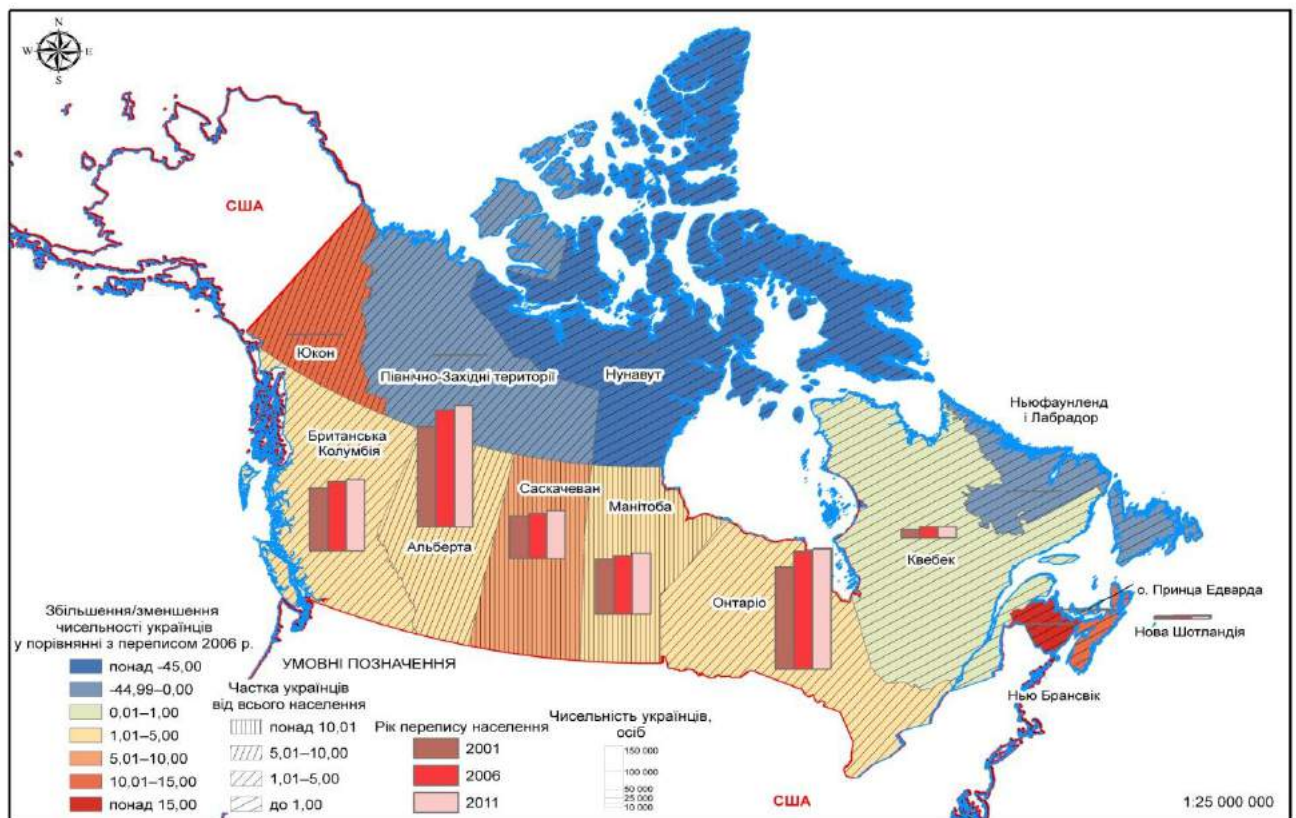 N
W
E
S
США
Юкон
Північно-Західні території
Нунавут
Ньюфаунленд
і Лабрадор
Британська
Колумбія
Саскачеван
Манітоба
Альберта
Квебек
Онтаріо
о. Принца Едварда
Нова Шотландія
Нью Брансвік
США
1:25 000 000
УМОВНІ ПОЗНАЧЕННЯ
Збільшення/зменшення
чисельності українців
у порівнянні з переписом 2006 р.
понад -45,00
-44,99–0,00
0,01–1,00
1,01–5,00
5,01–10,00
10,01–15,00
понад 15,00
Частка українців
від всього населення
понад 10,01
5,01–10,00
1,01–5,00
до 1,00
Рік перепису населення
2001
2006
2011
Чисельність українців,
осіб
150 000
100 000
50 000
25 000
10 000